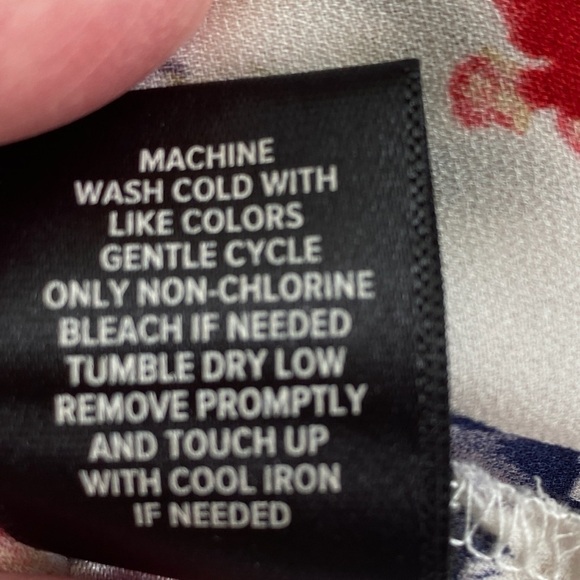 MACHINE
WASH COLD WITH
LIKE COLORS
GENTLE CYCLE
ONLY NON-CHLORINE
BLEACH IF NEEDED
TUMBLE DRY LOW
REMOVE PROMPTLY
AND TOUCH UP
WITH COOL IRON
IF NEEDED